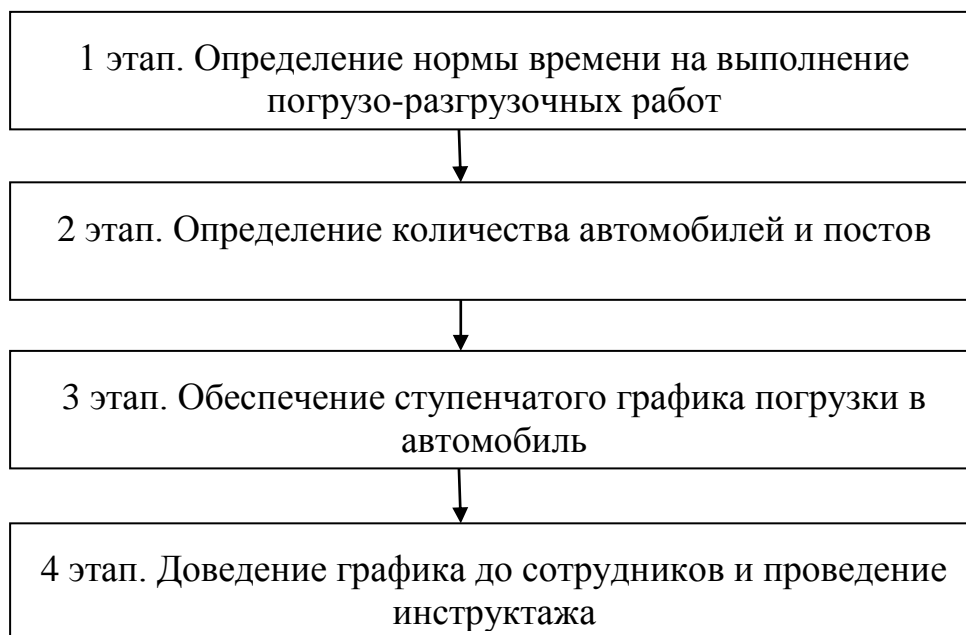 1 этап. Определение нормы времени на выполнение
погрузо-разгрузочных работ
2 этап. Определение количества автомобилей и постов
3 этап. Обеспечение ступенчатого графика погрузки в
автомобиль
4 этап. Доведение графика до сотрудников и проведение
инструктажа